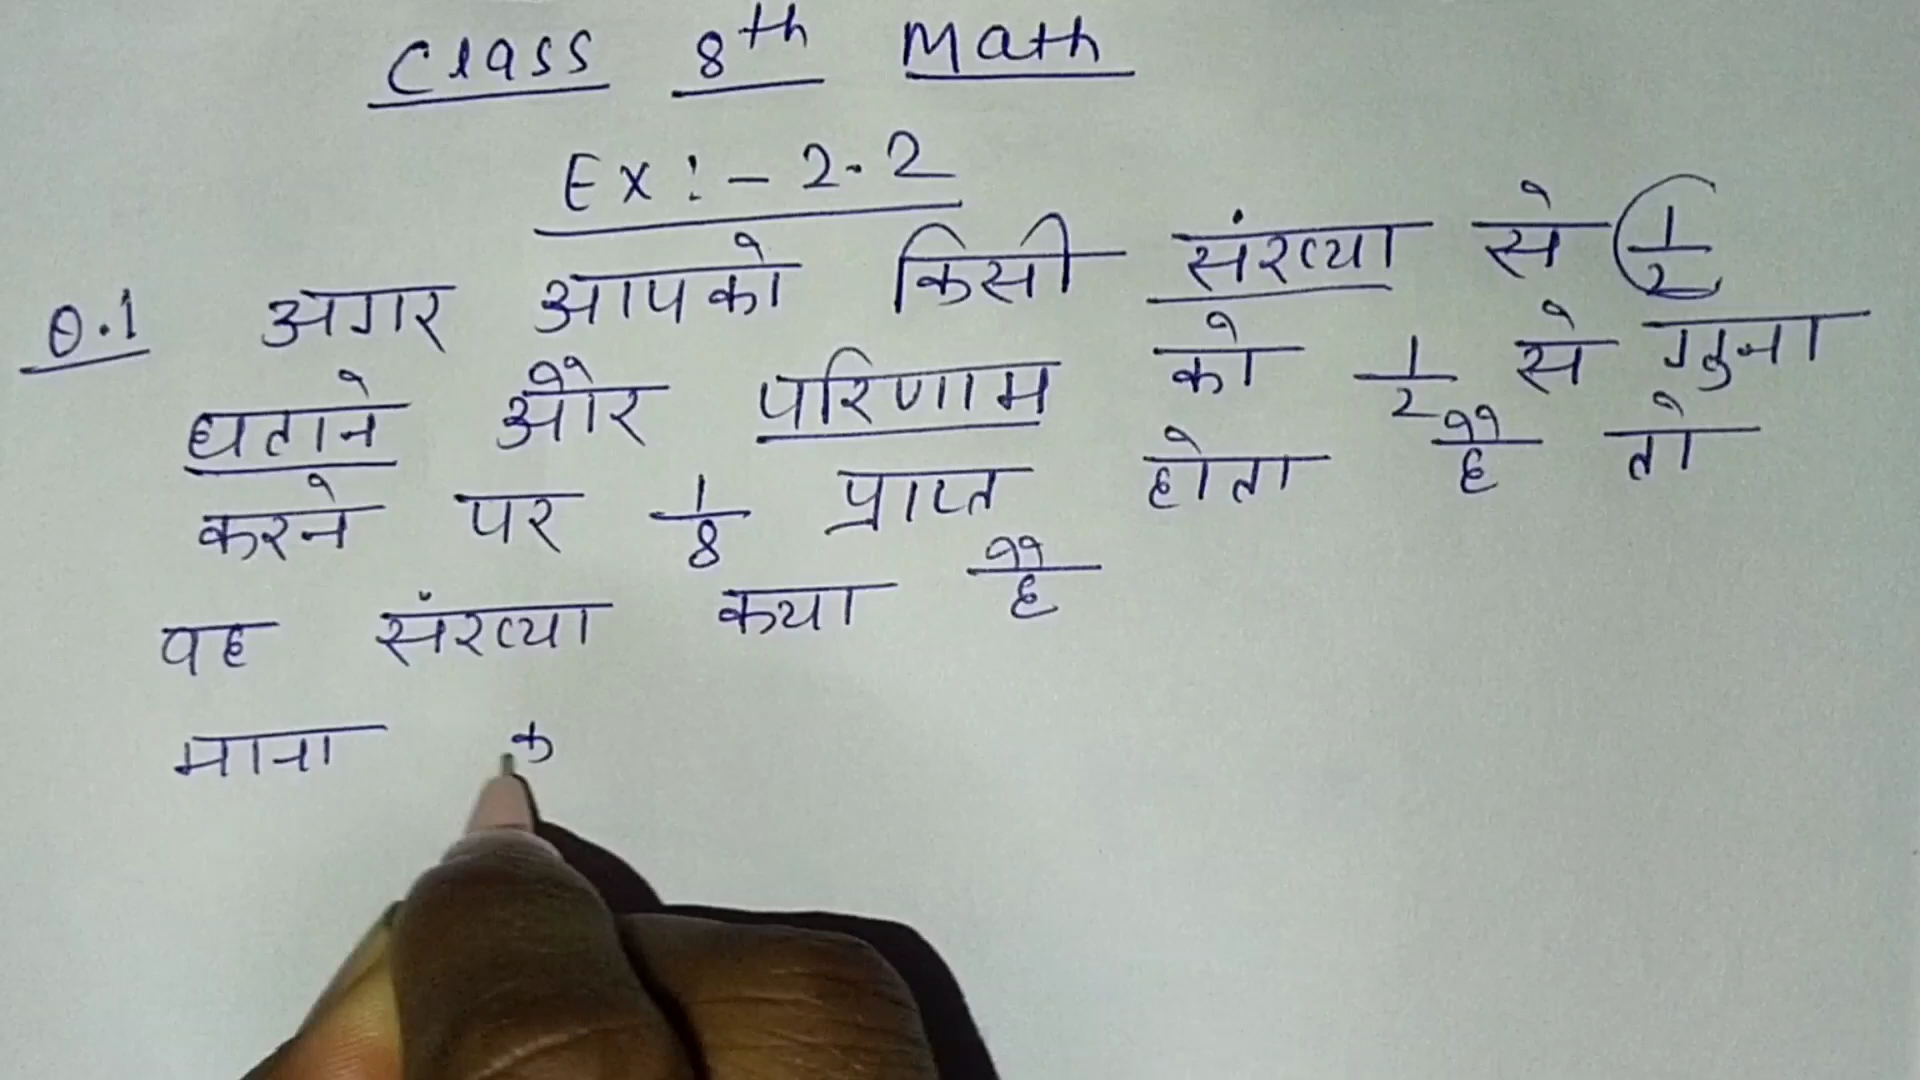 Class 8th Math
Ex:- 2.2
Q.1 अगर आपको किसी संख्या से 1/2
घटाने और परिणाम को 1/2 से गुना
करने पर 1/8 प्राप्त होता है तो
वह संख्या क्या है
माना क